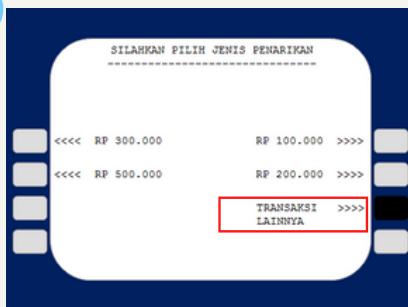 SILAHKAN PILIH JENIS PENARIKAN
-------------------------------
<<<< RP 300.000 RP 100.000 >>>>
<<<< RP 500.000 RP 200.000 >>>>
TRANSAKSI >>>>
LAINNYA